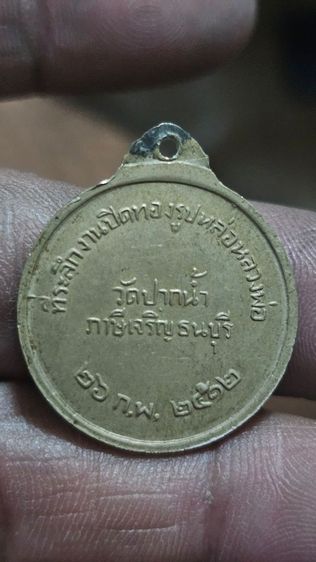 ที่ระลึกงานปิดทองรูปหล่อหลวงพ่อ
วัดปากน้ำ
ภาษีเจริญ ธนบุรี
๒๖ ก.พ. ๒๕๑๒